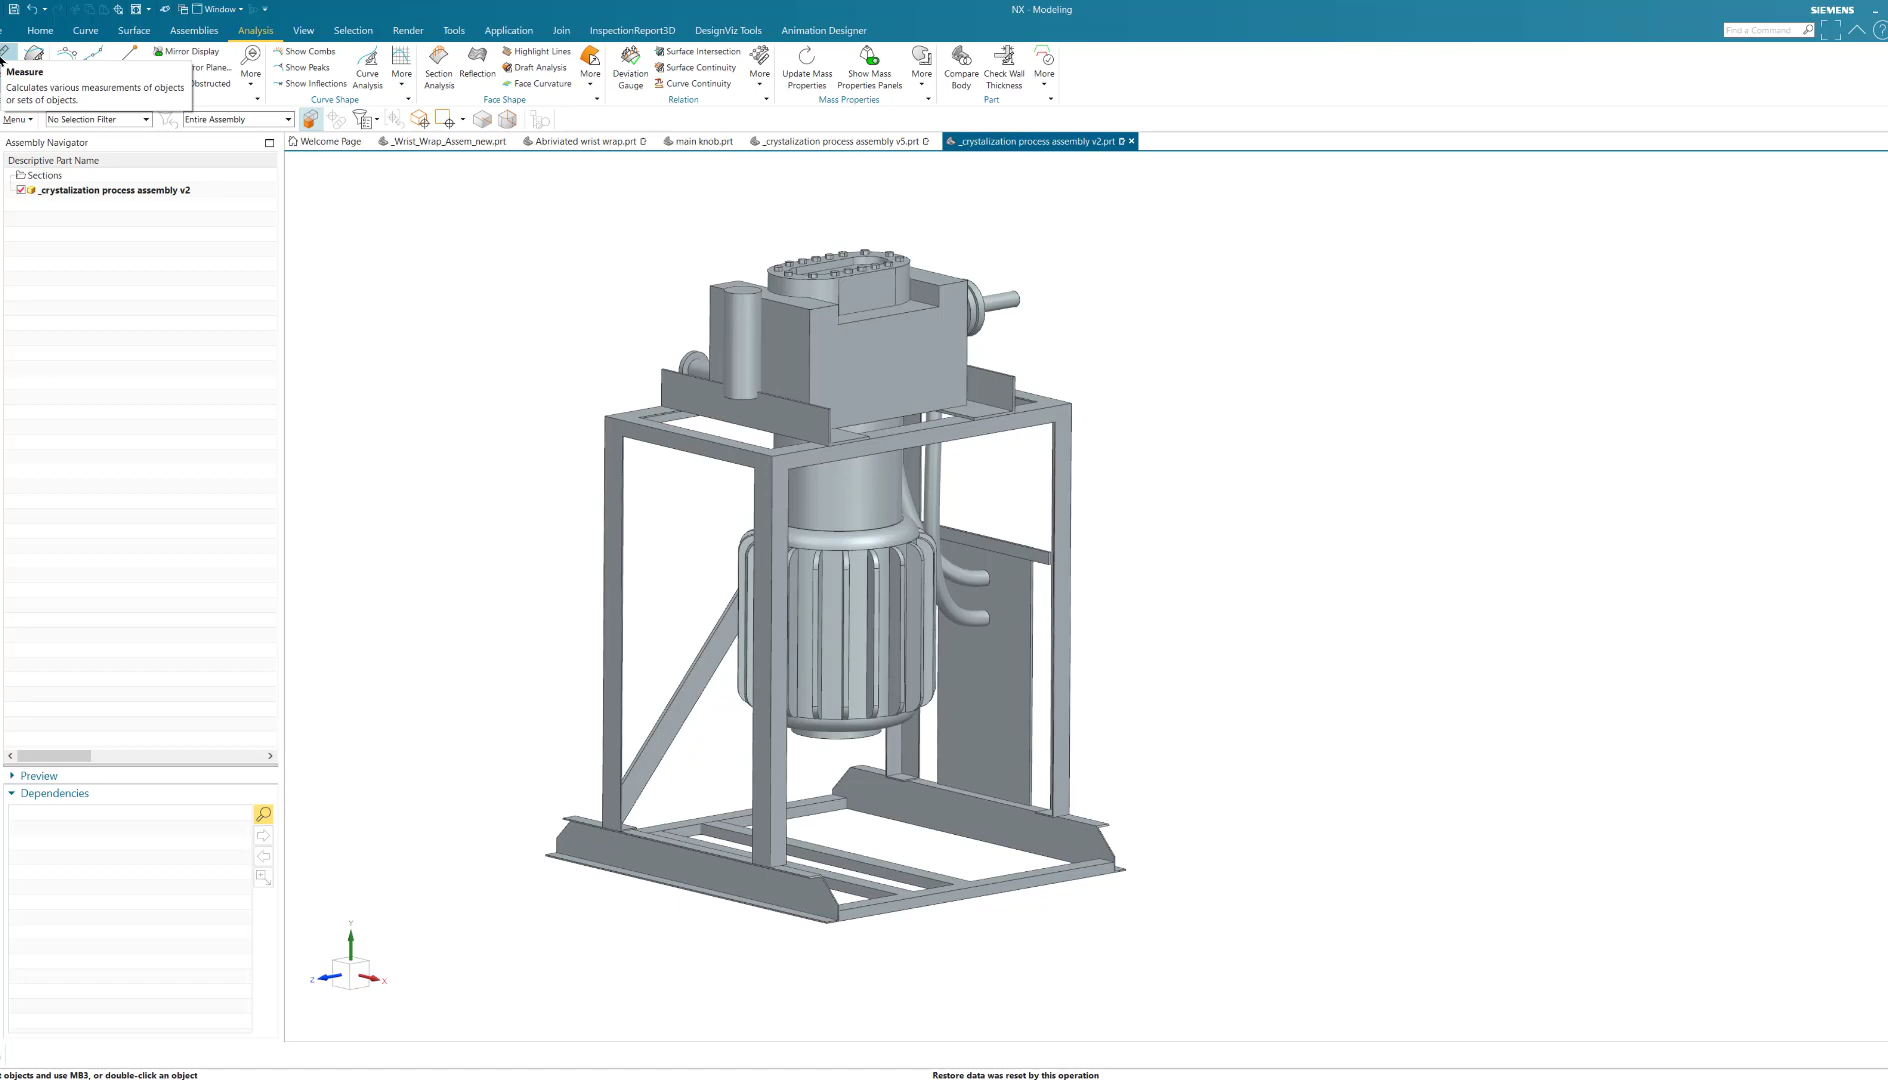 Window
NX - Modeling
SIEMENS
Home Curve Surface Assemblies Analysis View Selection Render Tools Application Join InspectionReport3D DesignViz Tools Animation Designer
Find a Command
Mirror Display
Measure
Calculates various measurements of objects
or sets of objects.
ror Plane...
bstructed
More
Show Combs
Show Peaks
Show Inflections
Curve
Analysis
More
Curve Shape
Section
Analysis
Reflection
Highlight Lines
Draft Analysis
Face Curvature
More
Face Shape
Deviation
Gauge
Surface Intersection
Surface Continuity
Curve Continuity
More
Relation
Update Mass
Properties
Show Mass
Properties Panels
More
Mass Properties
Compare
Body
Check Wall
Thickness
More
Part
Menu
No Selection Filter
Entire Assembly
Assembly Navigator
Welcome Page
_Wrist_Wrap_Assem_new.prt
Abriviated wrist wrap.prt
main knob.prt
_crystalization process assembly v5.prt
_crystalization process assembly v2.prt
Descriptive Part Name
Sections
_crystalization process assembly v2
Preview
Dependencies
Y
Z
X
t objects and use MB3, or double-click an object
Restore data was reset by this operation